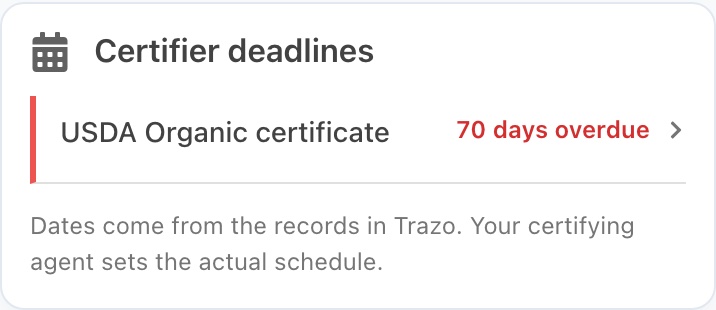 Certifier deadlines
USDA Organic certificate
70 days overdue
Dates come from the records in Trazo. Your certifying
agent sets the actual schedule.